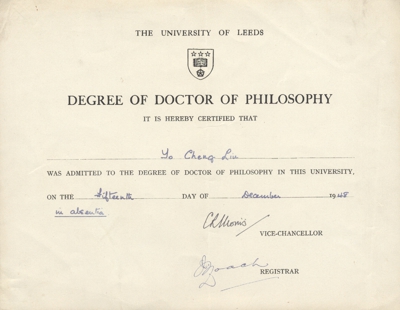 THE UNIVERSITY OF LEEDS
DEGREE OF DOCTOR OF PHILOSOPHY
IT IS HEREBY CERTIFIED THAT
Yo Cheng Liu
WAS ADMITTED TO THE DEGREE OF DOCTOR OF PHILOSOPHY IN THIS UNIVERSITY,
ON THE fifteenth DAY OF December 1948
in absentia
C R Morris
VICE-CHANCELLOR
REGISTRAR